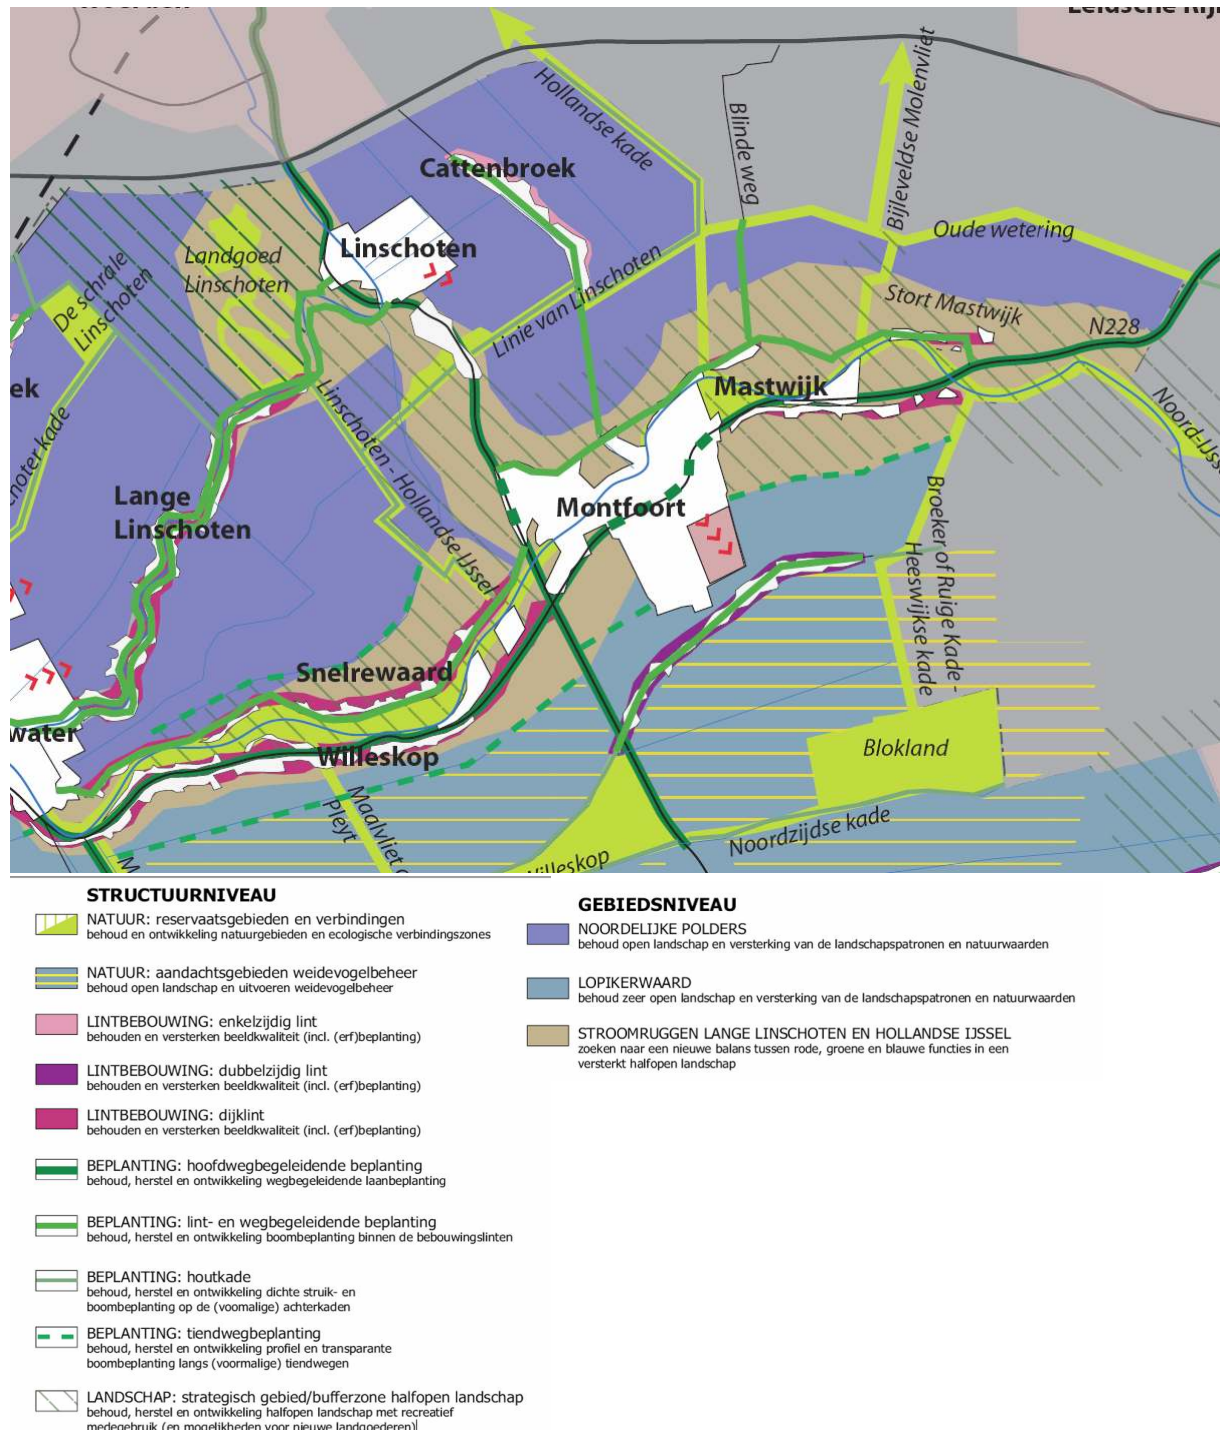 Hollandse kade
Blinde weg
Bijleveldse Molenvliet
Cattenbroek
Linschoten
Landgoed
Linschoten
Oude wetering
De schrale
Linschoten
Linie van Linschoten
Stort Mastwijk
N228
ek
Mastwijk
Linschoten - Hollandse IJssel
Noord-IJss
Lange
Linschoten
Montfoort
Broeker of Ruige Kade -
Heeswijkse kade
Snelrewaard
water
Willeskop
Blokland
Maalvliet
Pleyt
Noordzijdse kade
STRUCTUURNIVEAU
NATUUR: reservaatsgebieden en verbindingen
behoud en ontwikkeling natuurgebieden en ecologische verbindingszones
NATUUR: aandachtsgebieden weidevogelbeheer
behoud open landschap en uitvoeren weidevogelbeheer
LINTBEBOUWING: enkelzijdig lint
behouden en versterken beeldkwaliteit (incl. (erf)beplanting)
LINTBEBOUWING: dubbelzijdig lint
behouden en versterken beeldkwaliteit (incl. (erf)beplanting)
LINTBEBOUWING: dijklint
behouden en versterken beeldkwaliteit (incl. (erf)beplanting)
BEPLANTING: hoofdwegbegeleidende beplanting
behoud, herstel en ontwikkeling wegbegeleidende laanbeplanting
BEPLANTING: lint- en wegbegeleidende beplanting
behoud, herstel en ontwikkeling boombeplanting binnen de bebouwingslinten
BEPLANTING: houtkade
behoud, herstel en ontwikkeling dichte struik- en
boombeplanting op de (voomalige) achterkaden
BEPLANTING: tiendwegbeplanting
behoud, herstel en ontwikkeling profiel en transparante
boombeplanting langs (voormalige) tiendwegen
LANDSCHAP: strategisch gebied/bufferzone halfopen landschap
behoud, herstel en ontwikkeling halfopen landschap met recreatief
medegebruik (en mogelijkheden voor nieuwe landgoederen)
GEBIEDSNIVEAU
NOORDELIJKE POLDERS
behoud open landschap en versterking van de landschapspatronen en natuurwaarden
LOPIKERWAARD
behoud zeer open landschap en versterking van de landschapspatronen en natuurwaarden
STROOMRUGGEN LANGE LINSCHOTEN EN HOLLANDSE IJSSEL
zoeken naar een nieuwe balans tussen rode, groene en blauwe functies in een
versterkt halfopen landschap